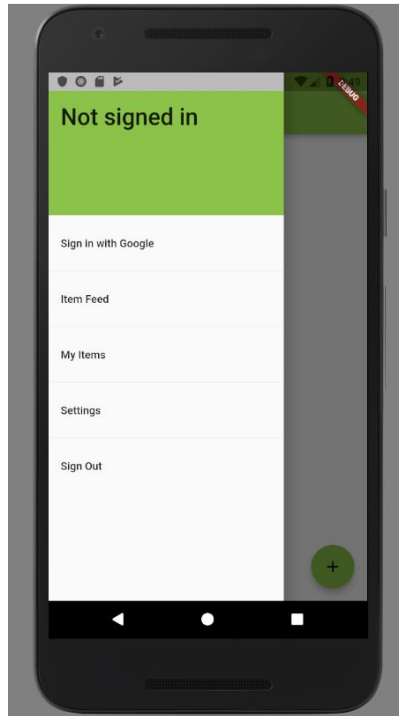 DEBUG
Not signed in
Sign in with Google
Item Feed
My Items
Settings
Sign Out
+